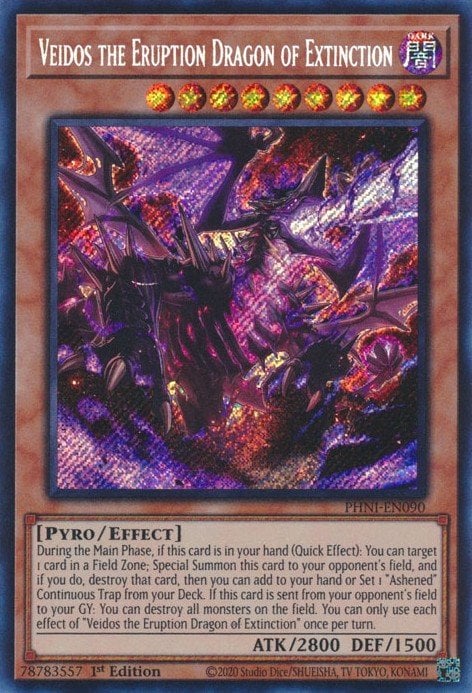 VEIDOS THE ERUPTION DRAGON OF EXTINCTION
DARK
闇
PHNI-EN090
[PYRO/EFFECT]
During the Main Phase, if this card is in your hand (Quick Effect): You can target
1 card in a Field Zone; Special Summon this card to your opponent's field, and
if you do, destroy that card, then you can add to your hand or Set 1 "Ashened"
Continuous Trap from your Deck. If this card is sent from your opponent's field
to your GY: You can destroy all monsters on the field. You can only use each
effect of "Veidos the Eruption Dragon of Extinction" once per turn.
ATK/2800 DEF/1500
78783557 1st Edition ©2020 Studio Dice/SHUEISHA, TV TOKYO, KONAMI